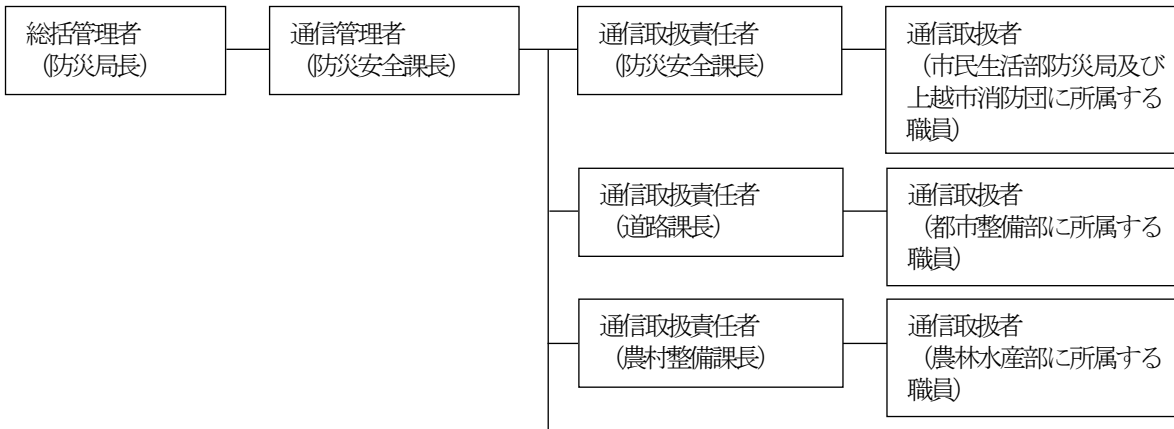 総括管理者
（防災局長）
通信管理者
（防災安全課長）
通信取扱責任者
（防災安全課長）
通信取扱者
（市民生活部防災局及び
上越市消防団に所属する
職員）
通信取扱責任者
（道路課長）
通信取扱者
（都市整備部に所属する
職員）
通信取扱責任者
（農村整備課長）
通信取扱者
（農林水産部に所属する
職員）